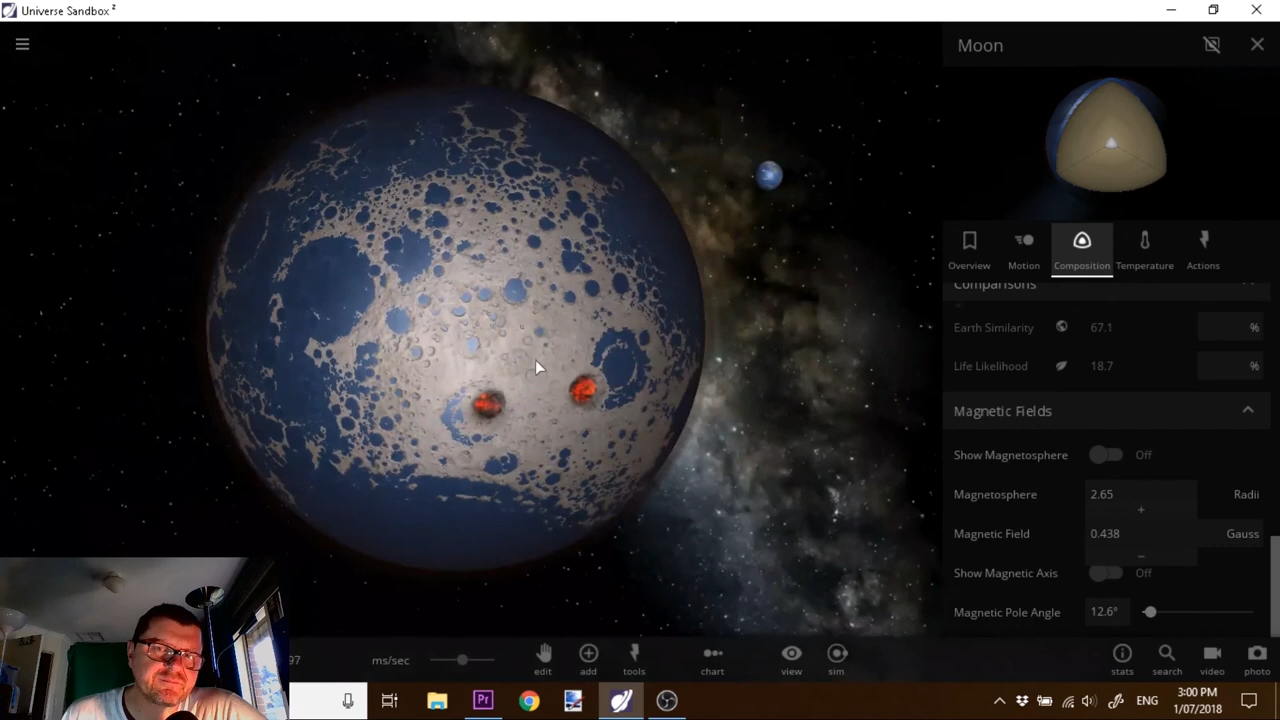 Universe Sandbox ²
Moon
Overview Motion Composition Temperature Actions
Comparisons
Earth Similarity 67.1 %
Life Likelihood 18.7 %
Magnetic Fields
Show Magnetosphere Off
Magnetosphere 2.65 Radii
+
Magnetic Field 0.438 Gauss
−
Show Magnetic Axis Off
Magnetic Pole Angle 12.6°
97 ms/sec
edit add tools chart view sim stats search video photo
Pr
ENG
3:00 PM
1/07/2018